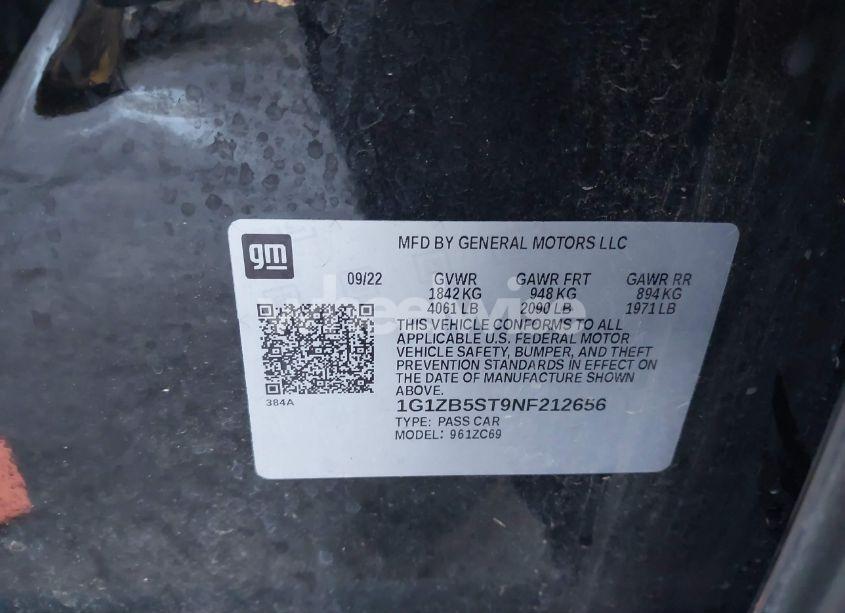 gm
MFD BY GENERAL MOTORS LLC
09/22 GVWR GAWR FRT GAWR RR
1842 KG 948 KG 894 KG
4061 LB 2090 LB 1971 LB
THIS VEHICLE CONFORMS TO ALL
APPLICABLE U.S. FEDERAL MOTOR
VEHICLE SAFETY, BUMPER, AND THEFT
PREVENTION STANDARDS IN EFFECT ON
THE DATE OF MANUFACTURE SHOWN
ABOVE.
384A
1G1ZB5ST9NF212656
TYPE: PASS CAR
MODEL: 961ZC69